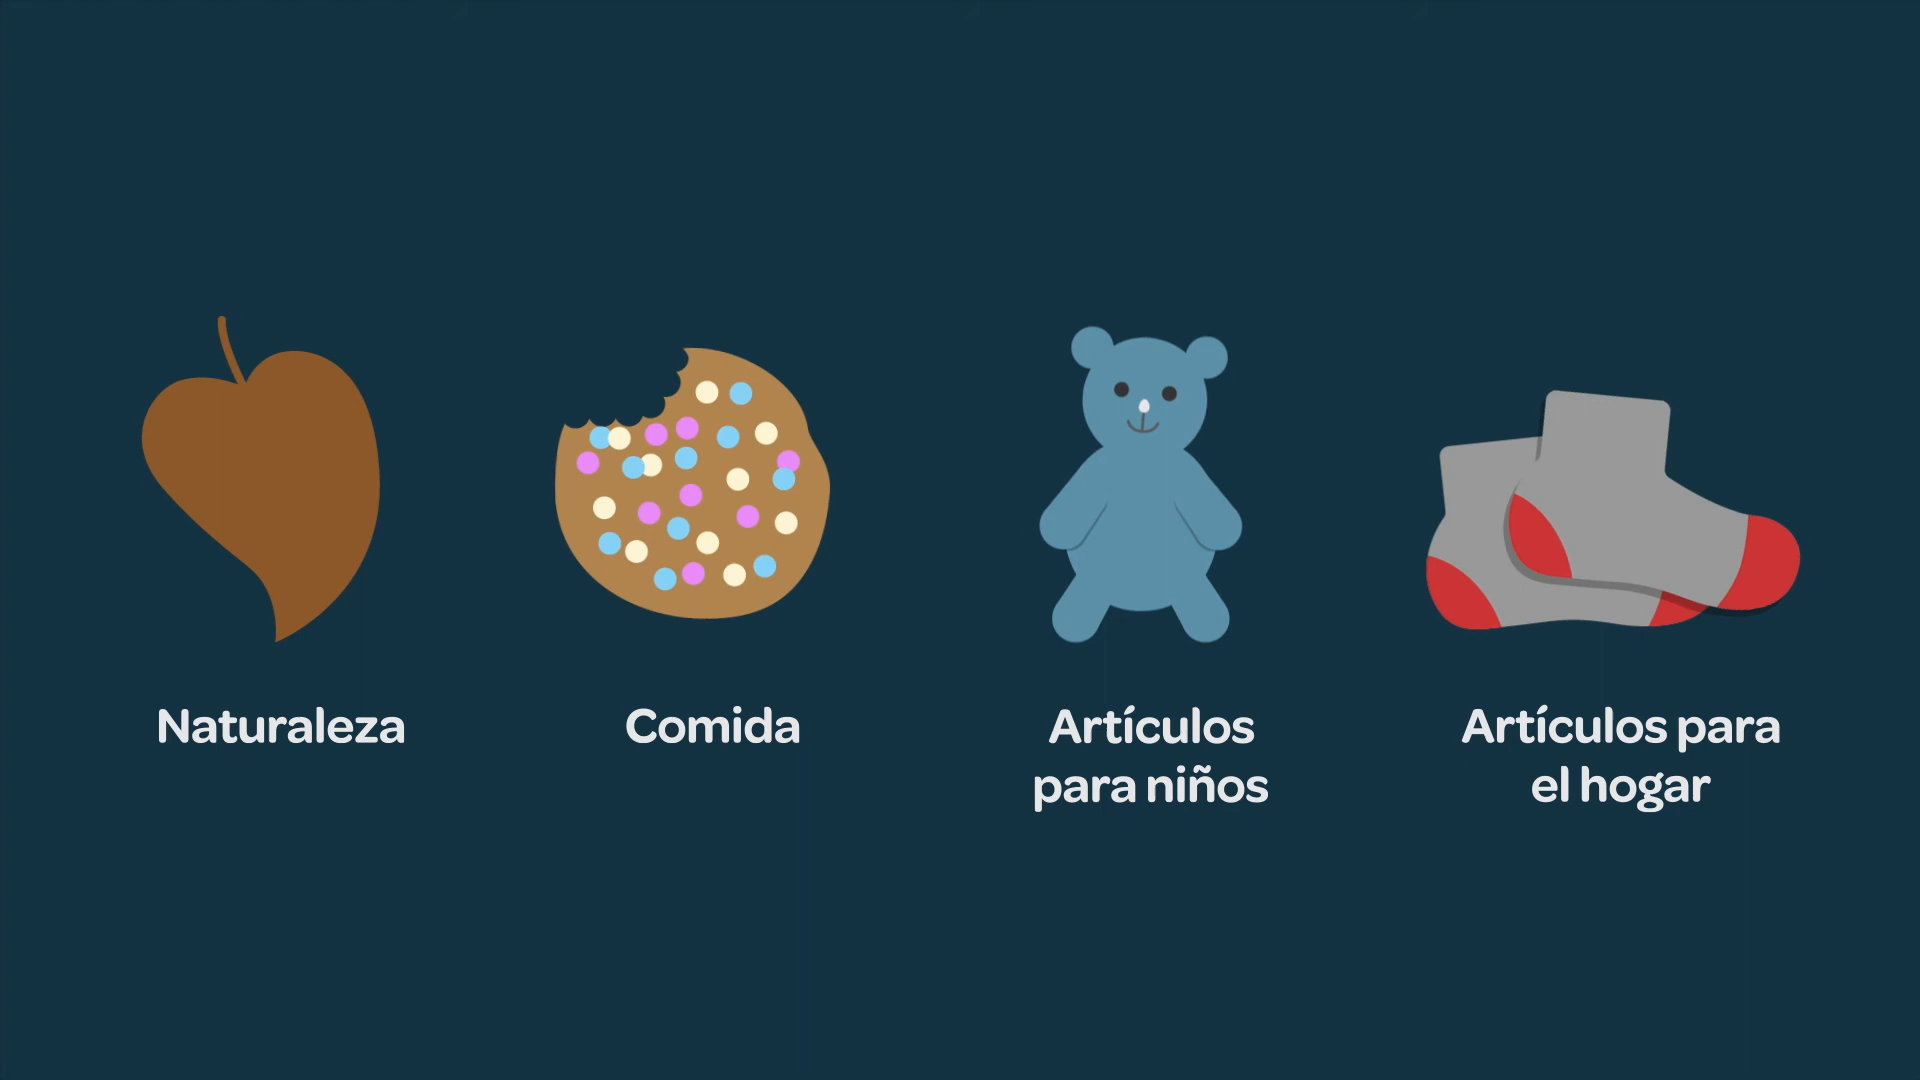 Naturaleza
Comida
Artículos
para niños
Artículos para
el hogar